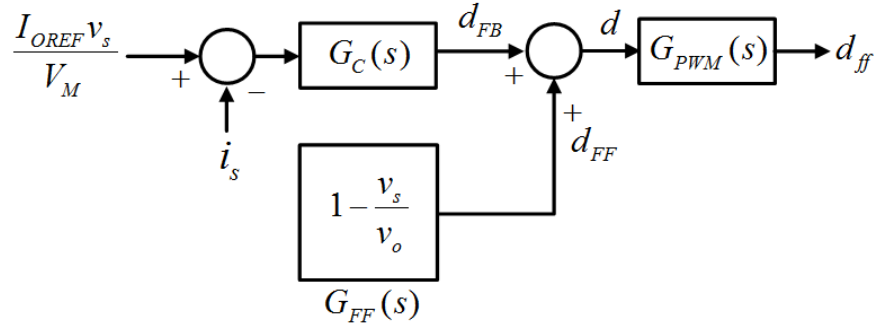 I_OREF v_s
V_M
+
−
i_s
G_C(s)
d_FB
+
+
d_FF
d
G_PWM(s)
d_ff
1 − v_s
v_o
G_FF(s)